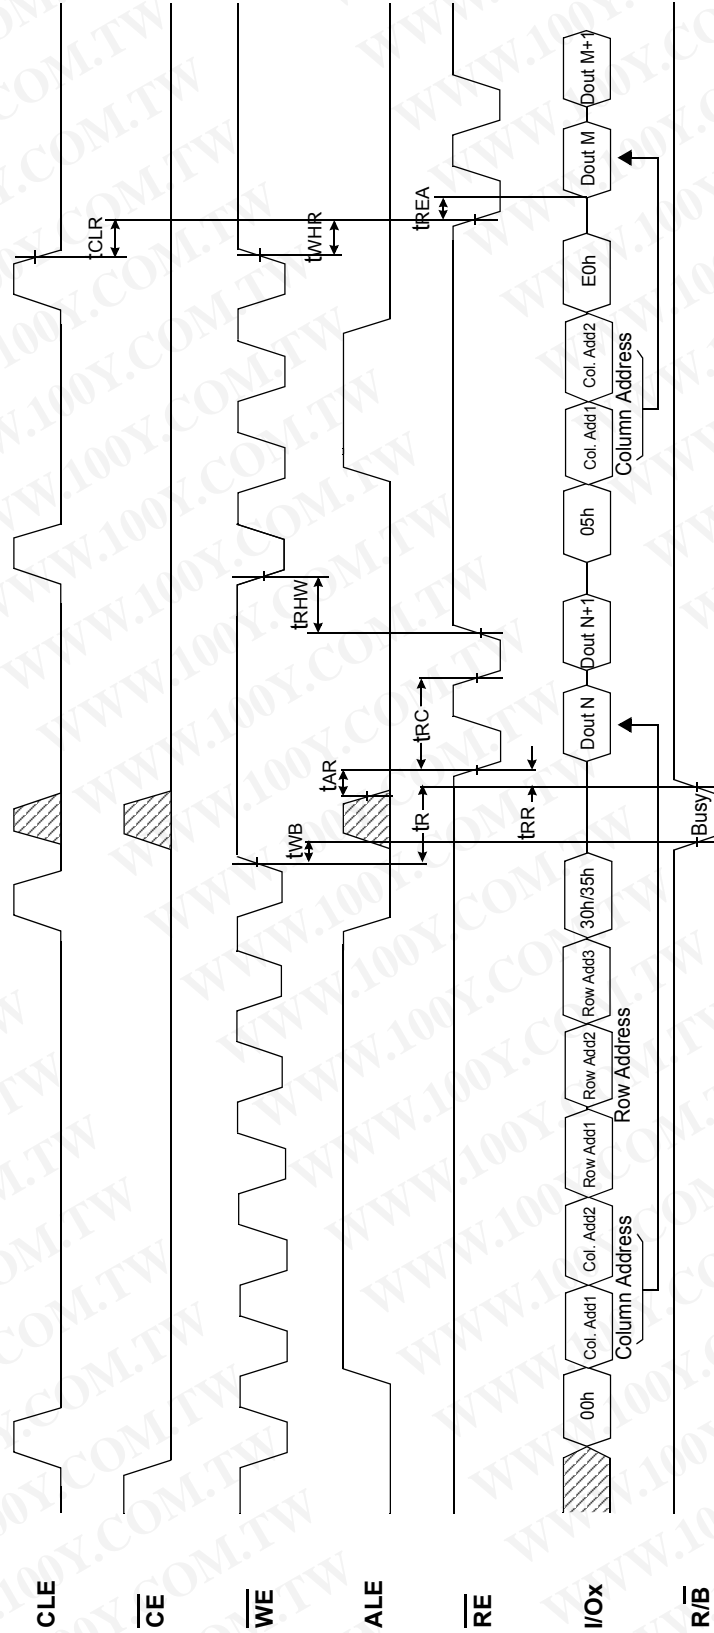 CLE
tCLR
CE
WE
tWB
tRHW
tWHR
ALE
tAR
tR
tRC
tREA
RE
tRR
I/Ox
00h
Col. Add1
Col. Add2
Row Add1
Row Add2
Row Add3
30h/35h
Dout N
Dout N+1
05h
Col. Add1
Col. Add2
E0h
Dout M
Dout M+1
Column Address
Row Address
Column Address
R/B
Busy
WWW.100Y.COM.TW